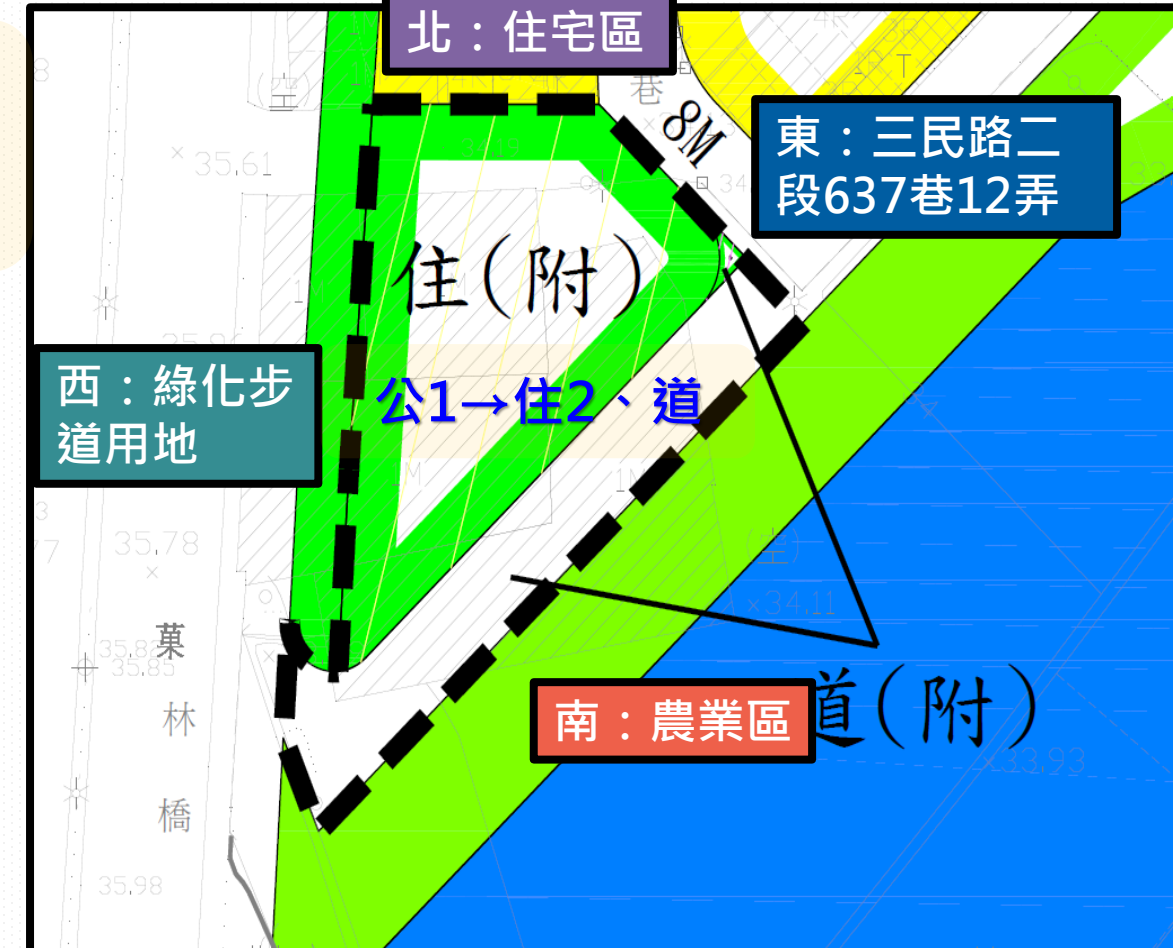 北：住宅區
巷
8M
東：三民路二
段637巷12弄
35,61
住(附)
西：綠化步
道用地
公1→住2、道
35,78
34,11
菓
35,85
林
南：農業區
道(附)
33,93
橋
35,98